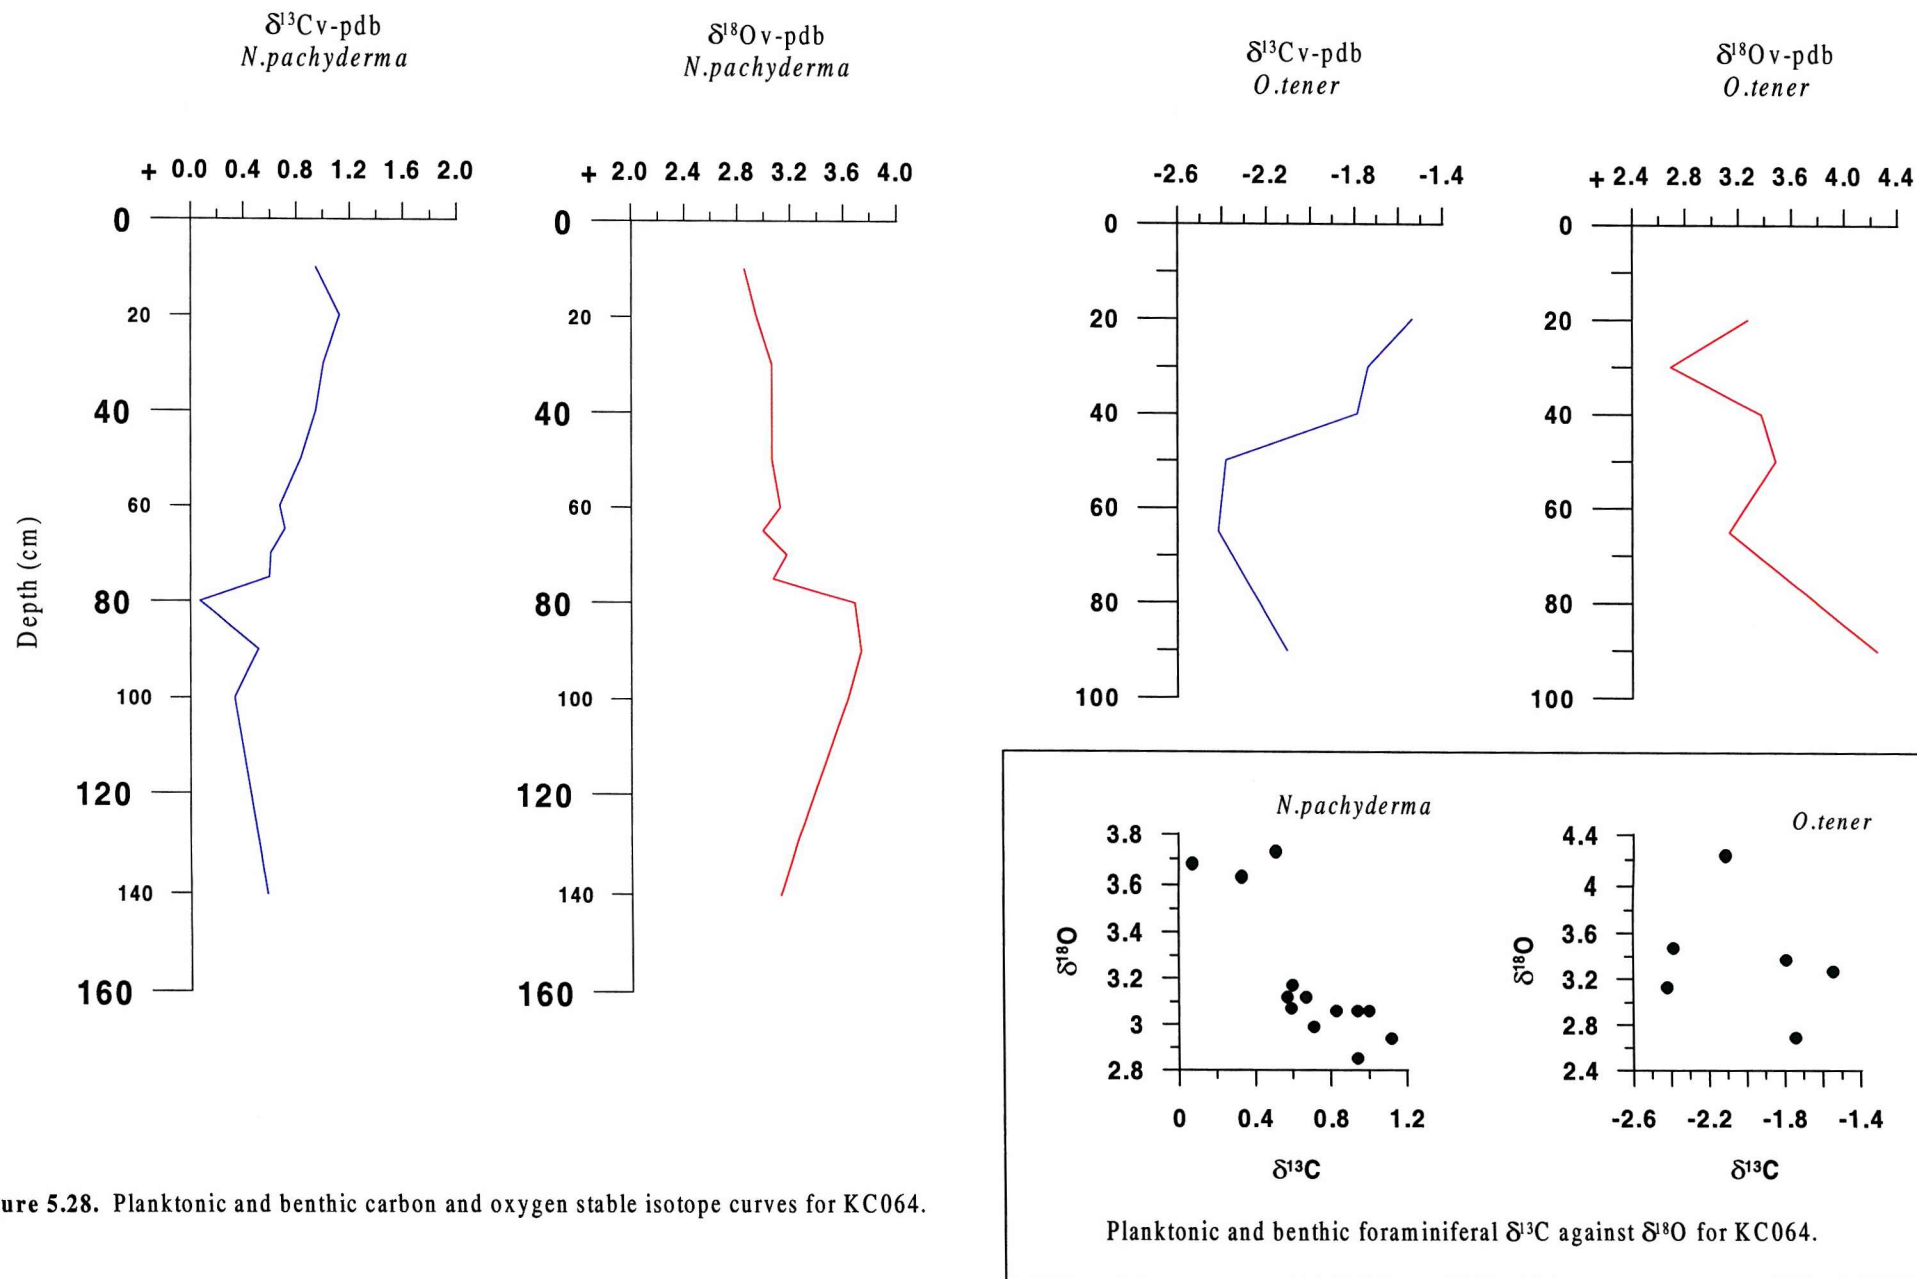 δ¹³Cv-pdb
N.pachyderma
δ¹⁸Ov-pdb
N.pachyderma
δ¹³Cv-pdb
O.tener
δ¹⁸Ov-pdb
O.tener
+ 0.0 0.4 0.8 1.2 1.6 2.0
+ 2.0 2.4 2.8 3.2 3.6 4.0
-2.6 -2.2 -1.8 -1.4
+ 2.4 2.8 3.2 3.6 4.0 4.4
Depth (cm)
0
20
40
60
80
100
120
140
160
0
20
40
60
80
100
120
140
160
0
20
40
60
80
100
0
20
40
60
80
100
N.pachyderma
δ¹⁸O
3.8
3.6
3.4
3.2
3
2.8
0 0.4 0.8 1.2
δ¹³C
O.tener
δ¹⁸O
4.4
4
3.6
3.2
2.8
2.4
-2.6 -2.2 -1.8 -1.4
δ¹³C
ure 5.28. Planktonic and benthic carbon and oxygen stable isotope curves for KC064.
Planktonic and benthic foraminiferal δ¹³C against δ¹⁸O for KC064.